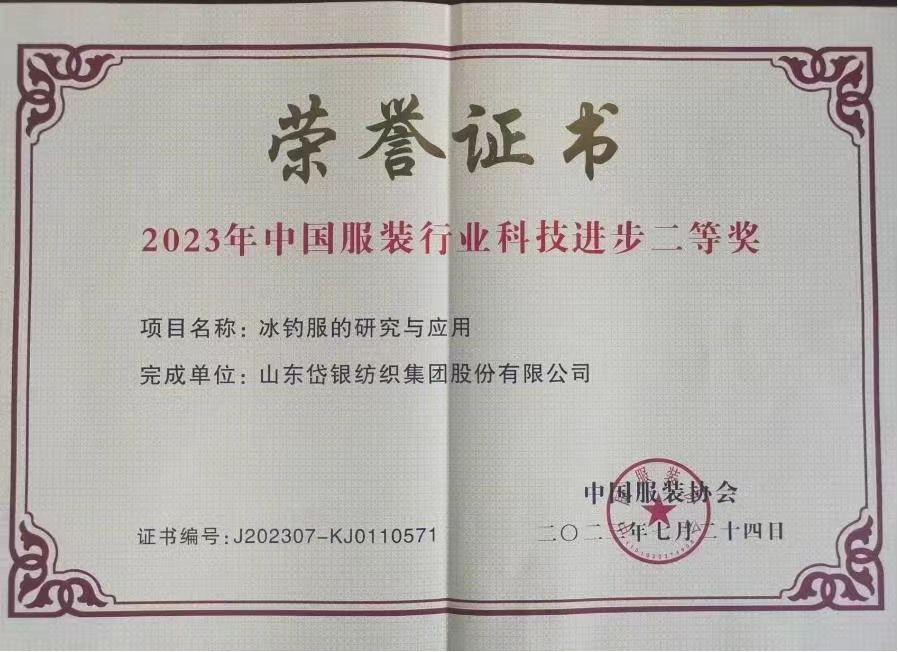 荣誉证书
2023年中国服装行业科技进步二等奖
项目名称：冰钓服的研究与应用
完成单位：山东岱银纺织集团股份有限公司
中国服装协会
证书编号：J202307-KJ0110571
二〇二三年七月二十四日